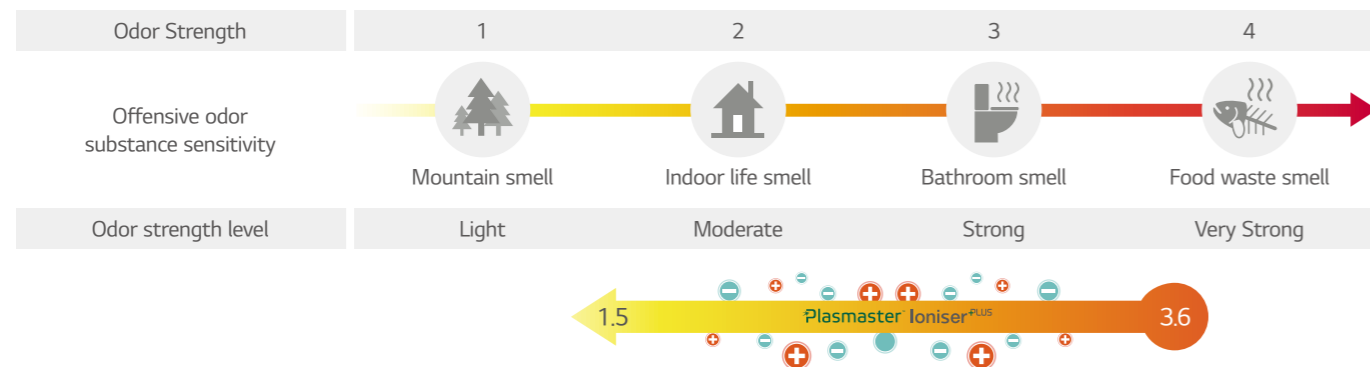 Odor Strength 1 2 3 4
Offensive odor
substance sensitivity
Mountain smell Indoor life smell Bathroom smell Food waste smell
Odor strength level Light Moderate Strong Very Strong
1.5 Plasmaster™ Ioniser+PLUS 3.6